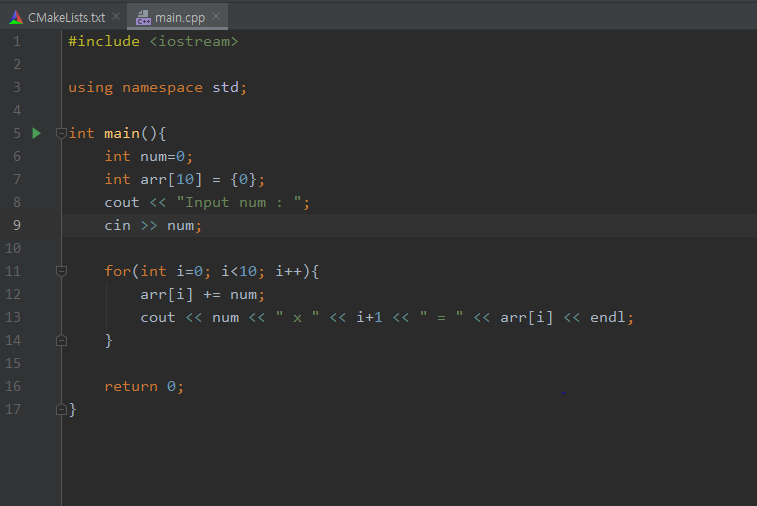 CMakeLists.txt main.cpp
1 #include <iostream>
2
3 using namespace std;
4
5 int main(){
6 int num=0;
7 int arr[10] = {0};
8 cout << "Input num : ";
9 cin >> num;
10
11 for(int i=0; i<10; i++){
12 arr[i] += num;
13 cout << num << " x " << i+1 << " = " << arr[i] << endl;
14 }
15
16 return 0;
17 }